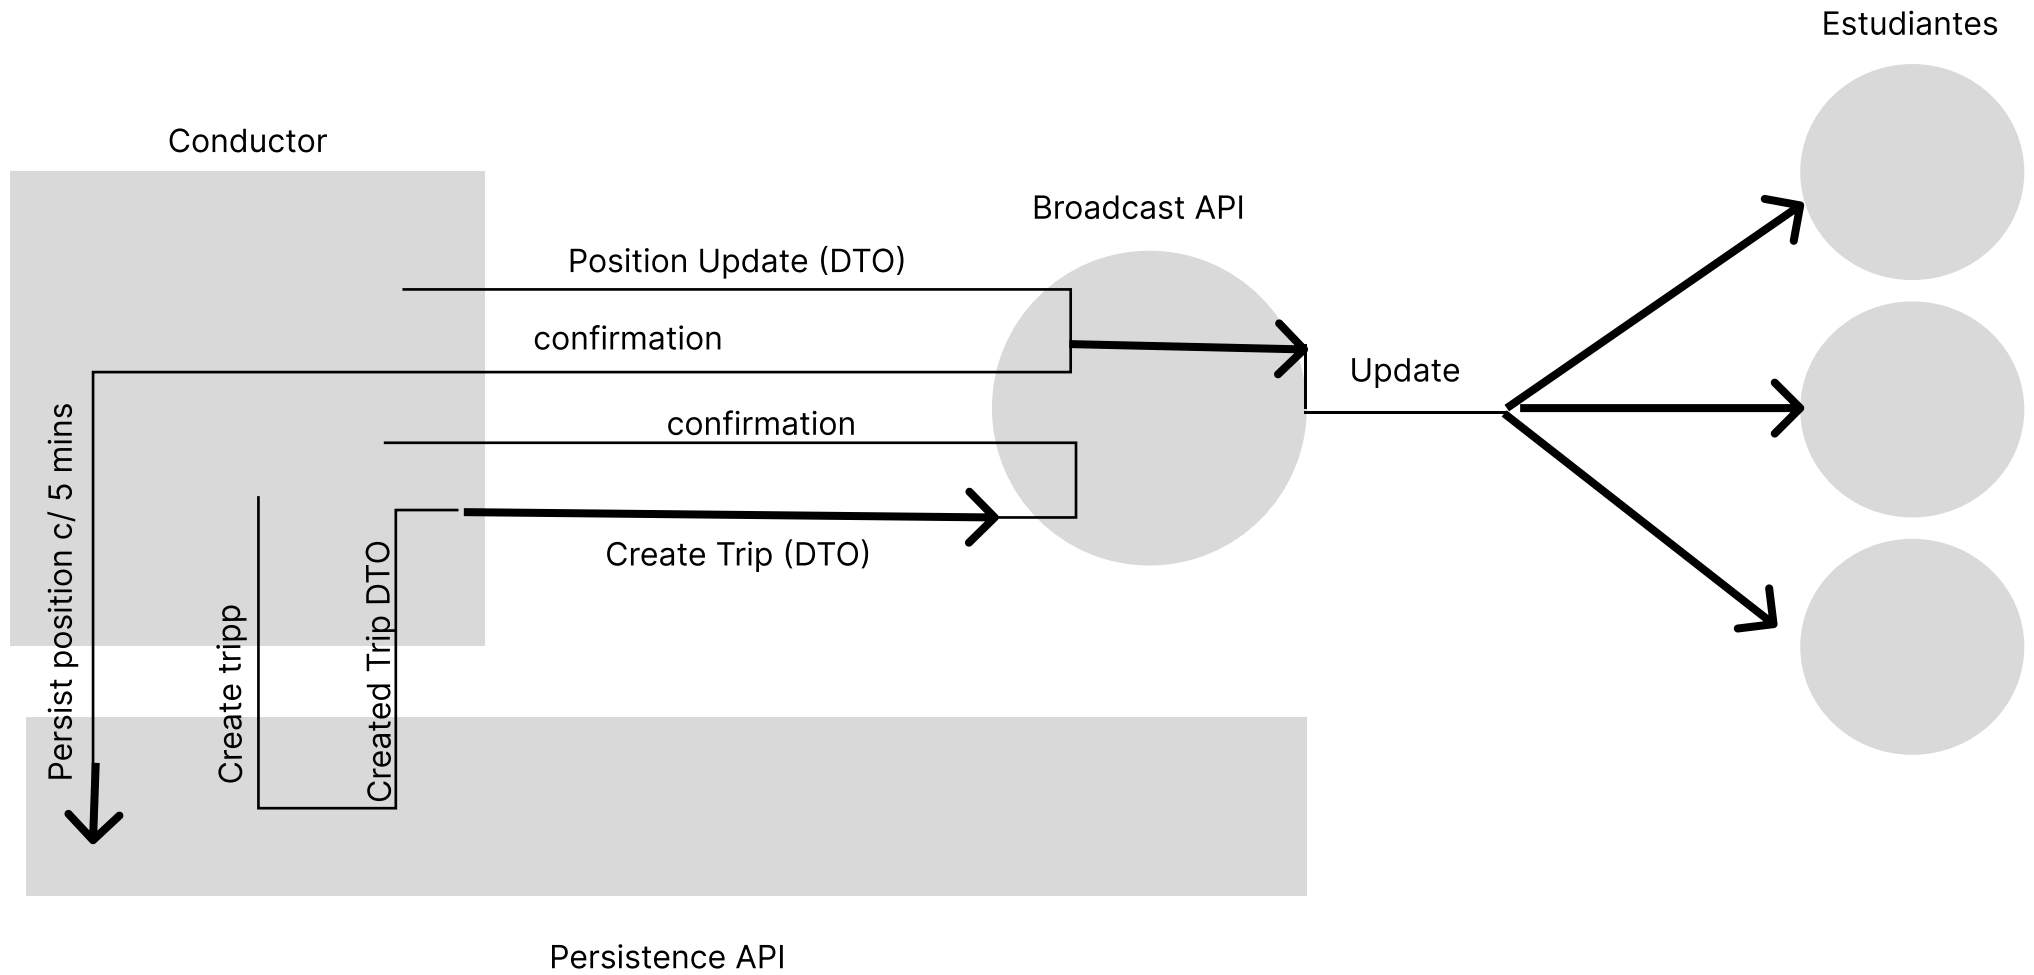 Estudiantes
Conductor
Broadcast API
Position Update (DTO)
confirmation
Update
confirmation
Create Trip (DTO)
Persist position c/ 5 mins
Create tripp
Created Trip DTO
Persistence API